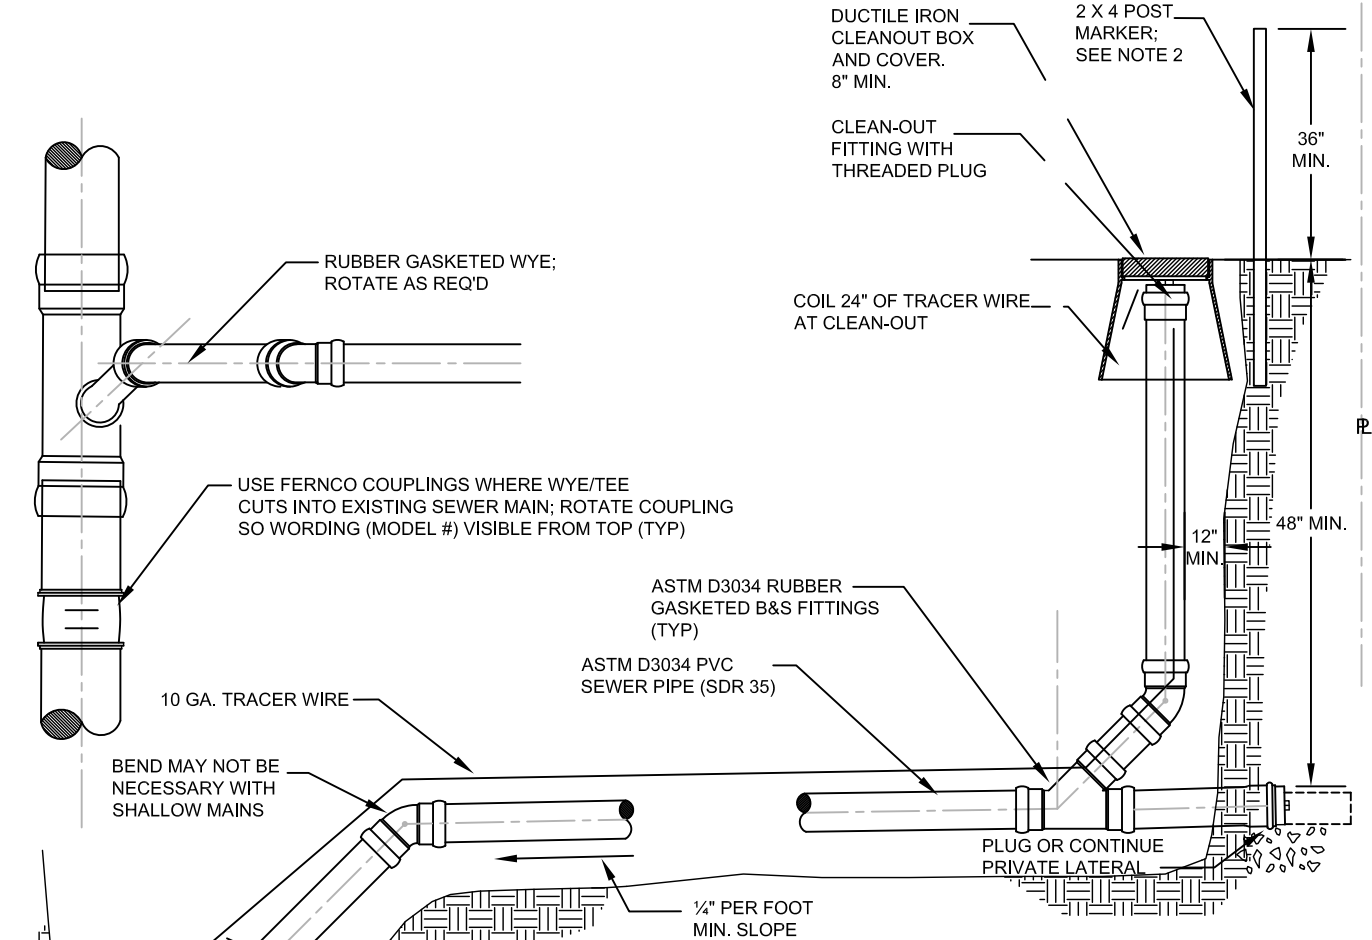 DUCTILE IRON
CLEANOUT BOX
AND COVER.
8" MIN.
2 X 4 POST
MARKER;
SEE NOTE 2
CLEAN-OUT
FITTING WITH
THREADED PLUG
36"
MIN.
RUBBER GASKETED WYE;
ROTATE AS REQ'D
COIL 24" OF TRACER WIRE
AT CLEAN-OUT
PL
USE FERNCO COUPLINGS WHERE WYE/TEE
CUTS INTO EXISTING SEWER MAIN; ROTATE COUPLING
SO WORDING (MODEL #) VISIBLE FROM TOP (TYP)
48" MIN.
12"
MIN.
ASTM D3034 RUBBER
GASKETED B&S FITTINGS
(TYP)
ASTM D3034 PVC
SEWER PIPE (SDR 35)
10 GA. TRACER WIRE
BEND MAY NOT BE
NECESSARY WITH
SHALLOW MAINS
PLUG OR CONTINUE
PRIVATE LATERAL
¼" PER FOOT
MIN. SLOPE